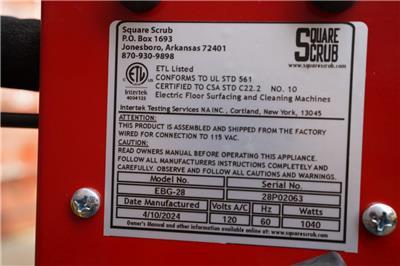 Square Scrub
P.O. Box 1693
Jonesboro, Arkansas 72401
870-930-9898
SQUARE
SCRUB
www.squarescrub.com
ETL
Intertek
4004125
ETL Listed
CONFORMS TO UL STD 561
CERTIFIED TO CSA STD C22.2 NO. 10
Electric Floor Surfacing and Cleaning Machines
Intertek Testing Services NA INC., Cortland, New York, 13045
ATTENTION:
THIS PRODUCT IS ASSEMBLED AND SHIPPED FROM THE FACTORY
WIRED FOR CONNECTION TO 115 VAC.
CAUTION:
READ OWNERS MANUAL BEFORE OPERATING THIS APPLIANCE.
FOLLOW ALL MANUFACTURERS INSTRUCTIONS COMPLETELY AND
CAREFULLY. OBSERVE AND FOLLOW ALL CAUTIONS AND WARNINGS.
Model No. Serial No.
EBG-28 28P02063
Date Manufactured Volts A/C Hz Watts
4/10/2024 120 60 1040
Owner's Manual and other information available online at: www.squarescrub.com